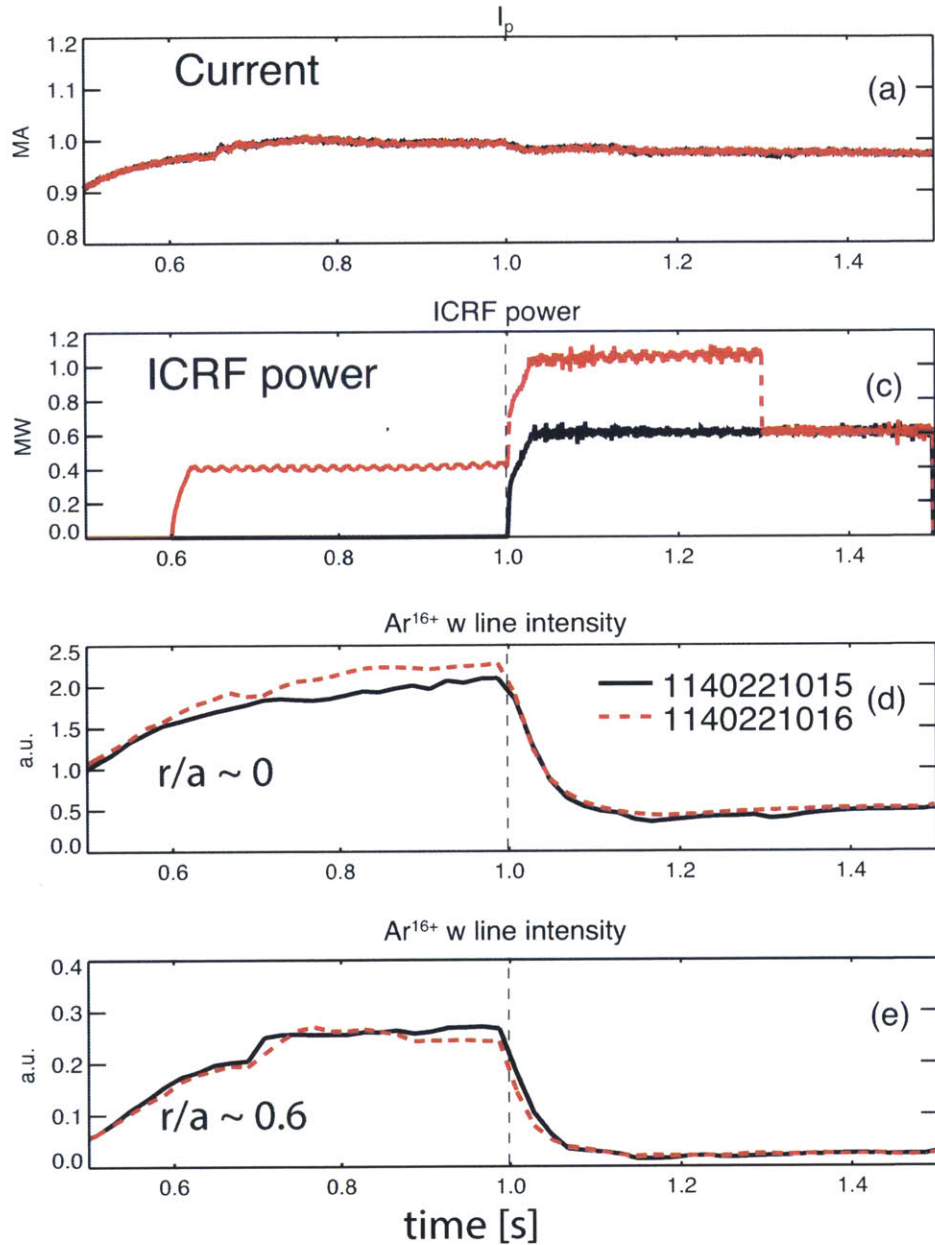 I_p
1.2
Current
(a)
1.1
MA
1.0
0.9
0.8
0.6 0.8 1.0 1.2 1.4
ICRF power
1.2
ICRF power
(c)
1.0
0.8
MW
0.6
0.4
0.2
0.0
0.6 0.8 1.0 1.2 1.4
Ar¹⁶⁺ w line intensity
2.5
1140221015
(d)
2.0
1140221016
1.5
a.u.
1.0
r/a ~ 0
0.5
0.0
0.6 0.8 1.0 1.2 1.4
Ar¹⁶⁺ w line intensity
0.4
(e)
0.3
a.u.
0.2
0.1
r/a ~ 0.6
0.0
0.6 0.8 1.0 1.2 1.4
time [s]